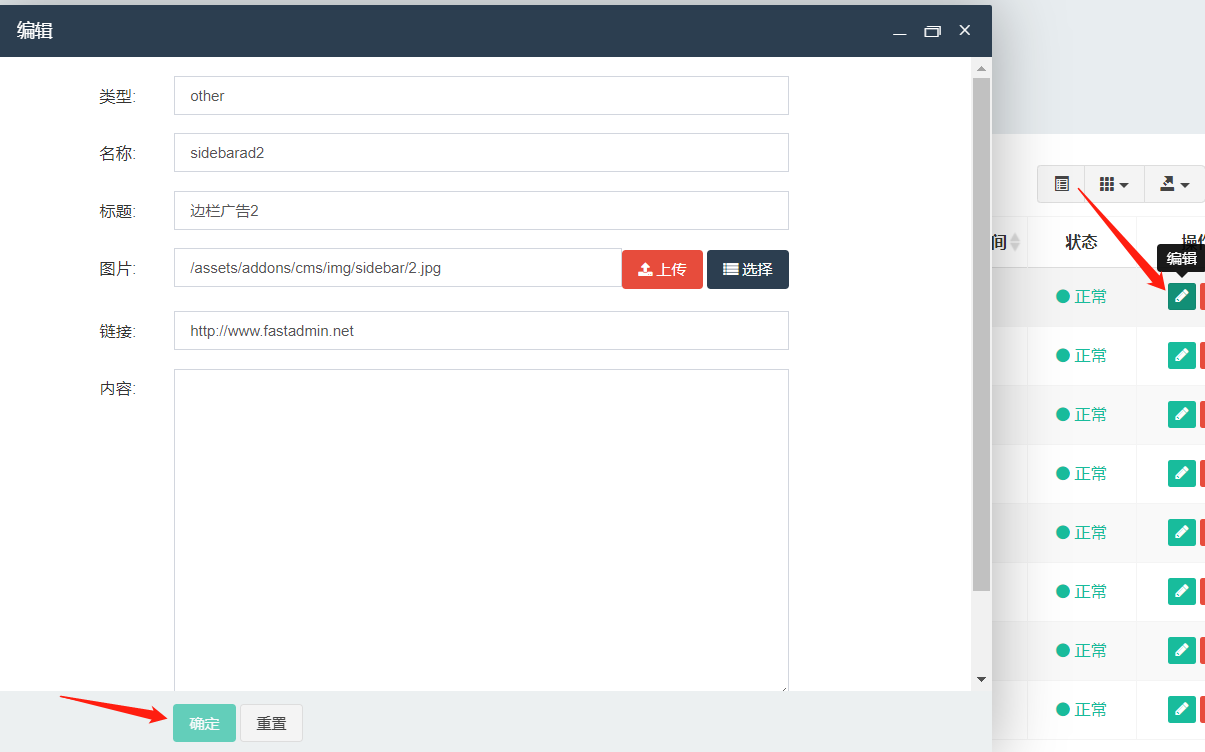 编辑
类型:
other
名称:
sidebarad2
标题:
边栏广告2
图片:
/assets/addons/cms/img/sidebar/2.jpg
上传
选择
链接:
http://www.fastadmin.net
内容:
确定
重置
间
状态
编辑
正常
正常
正常
正常
正常
正常
正常
正常